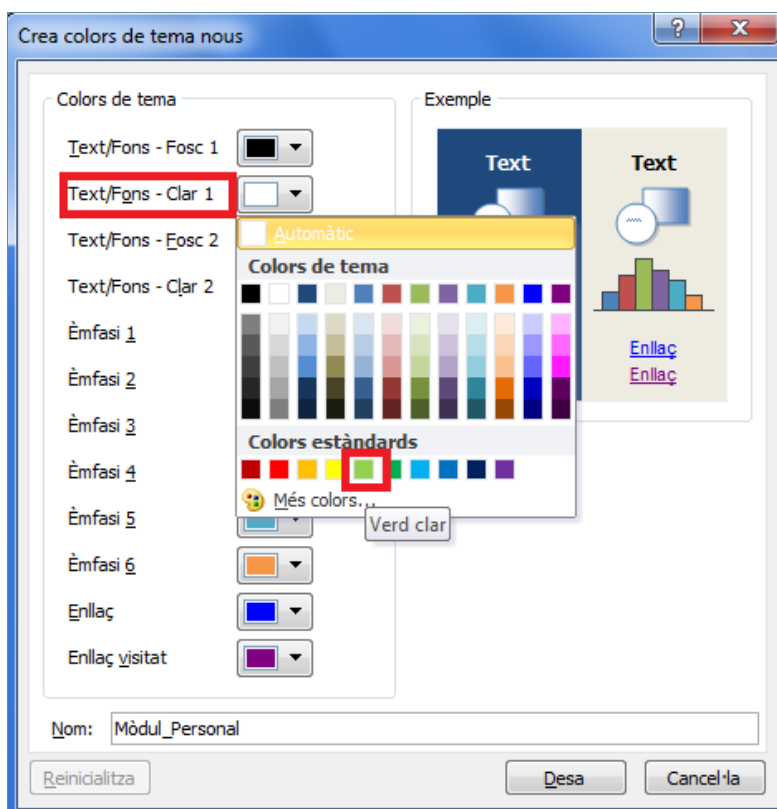 Crea colors de tema nous
Colors de tema
Exemple
Text/Fons - Fosc 1
Text/Fons - Clar 1
Text/Fons - Fosc 2
Text/Fons - Clar 2
Èmfasi 1
Èmfasi 2
Èmfasi 3
Èmfasi 4
Èmfasi 5
Èmfasi 6
Enllaç
Enllaç visitat
Automàtic
Colors de tema
Colors estàndards
Més colors...
Verd clar
Text
Text
Enllaç
Enllaç
Nom: Mòdul_Personal
Reinicialitza
Desa
Cancel·la